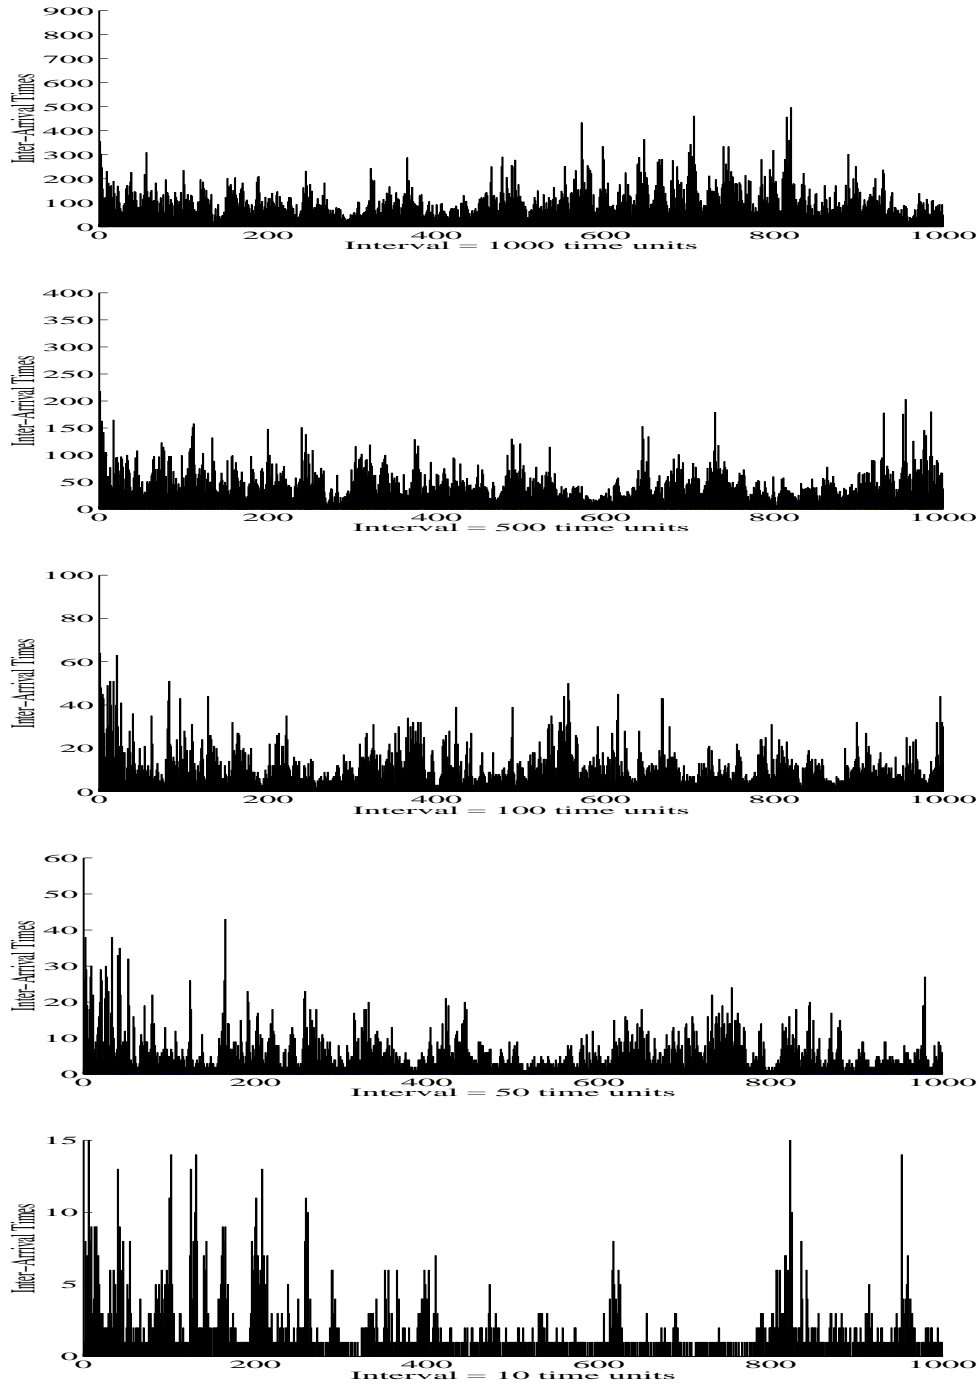 900
800
700
600
500
400
300
200
100
0
Inter-Arrival Times
0 200 400 600 800 1000
Interval = 1000 time units
400
350
300
250
200
150
100
50
0
Inter-Arrival Times
0 200 400 600 800 1000
Interval = 500 time units
100
80
60
40
20
0
Inter-Arrival Times
0 200 400 600 800 1000
Interval = 100 time units
60
50
40
30
20
10
0
Inter-Arrival Times
0 200 400 600 800 1000
Interval = 50 time units
15
10
5
0
Inter-Arrival Times
0 200 400 600 800 1000
Interval = 10 time units